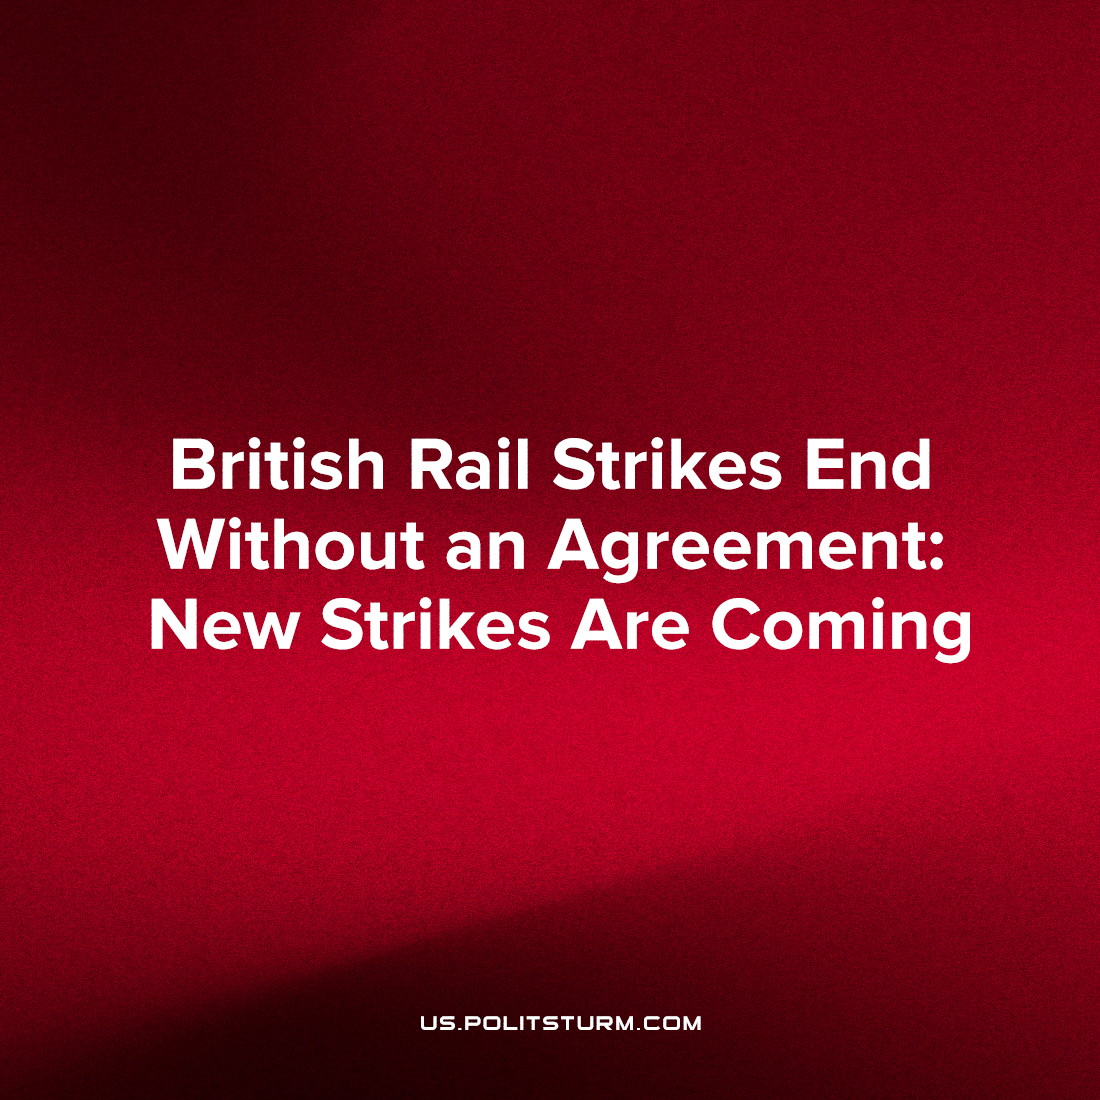 British Rail Strikes End
Without an Agreement:
New Strikes Are Coming
US.POLITSTURM.COM